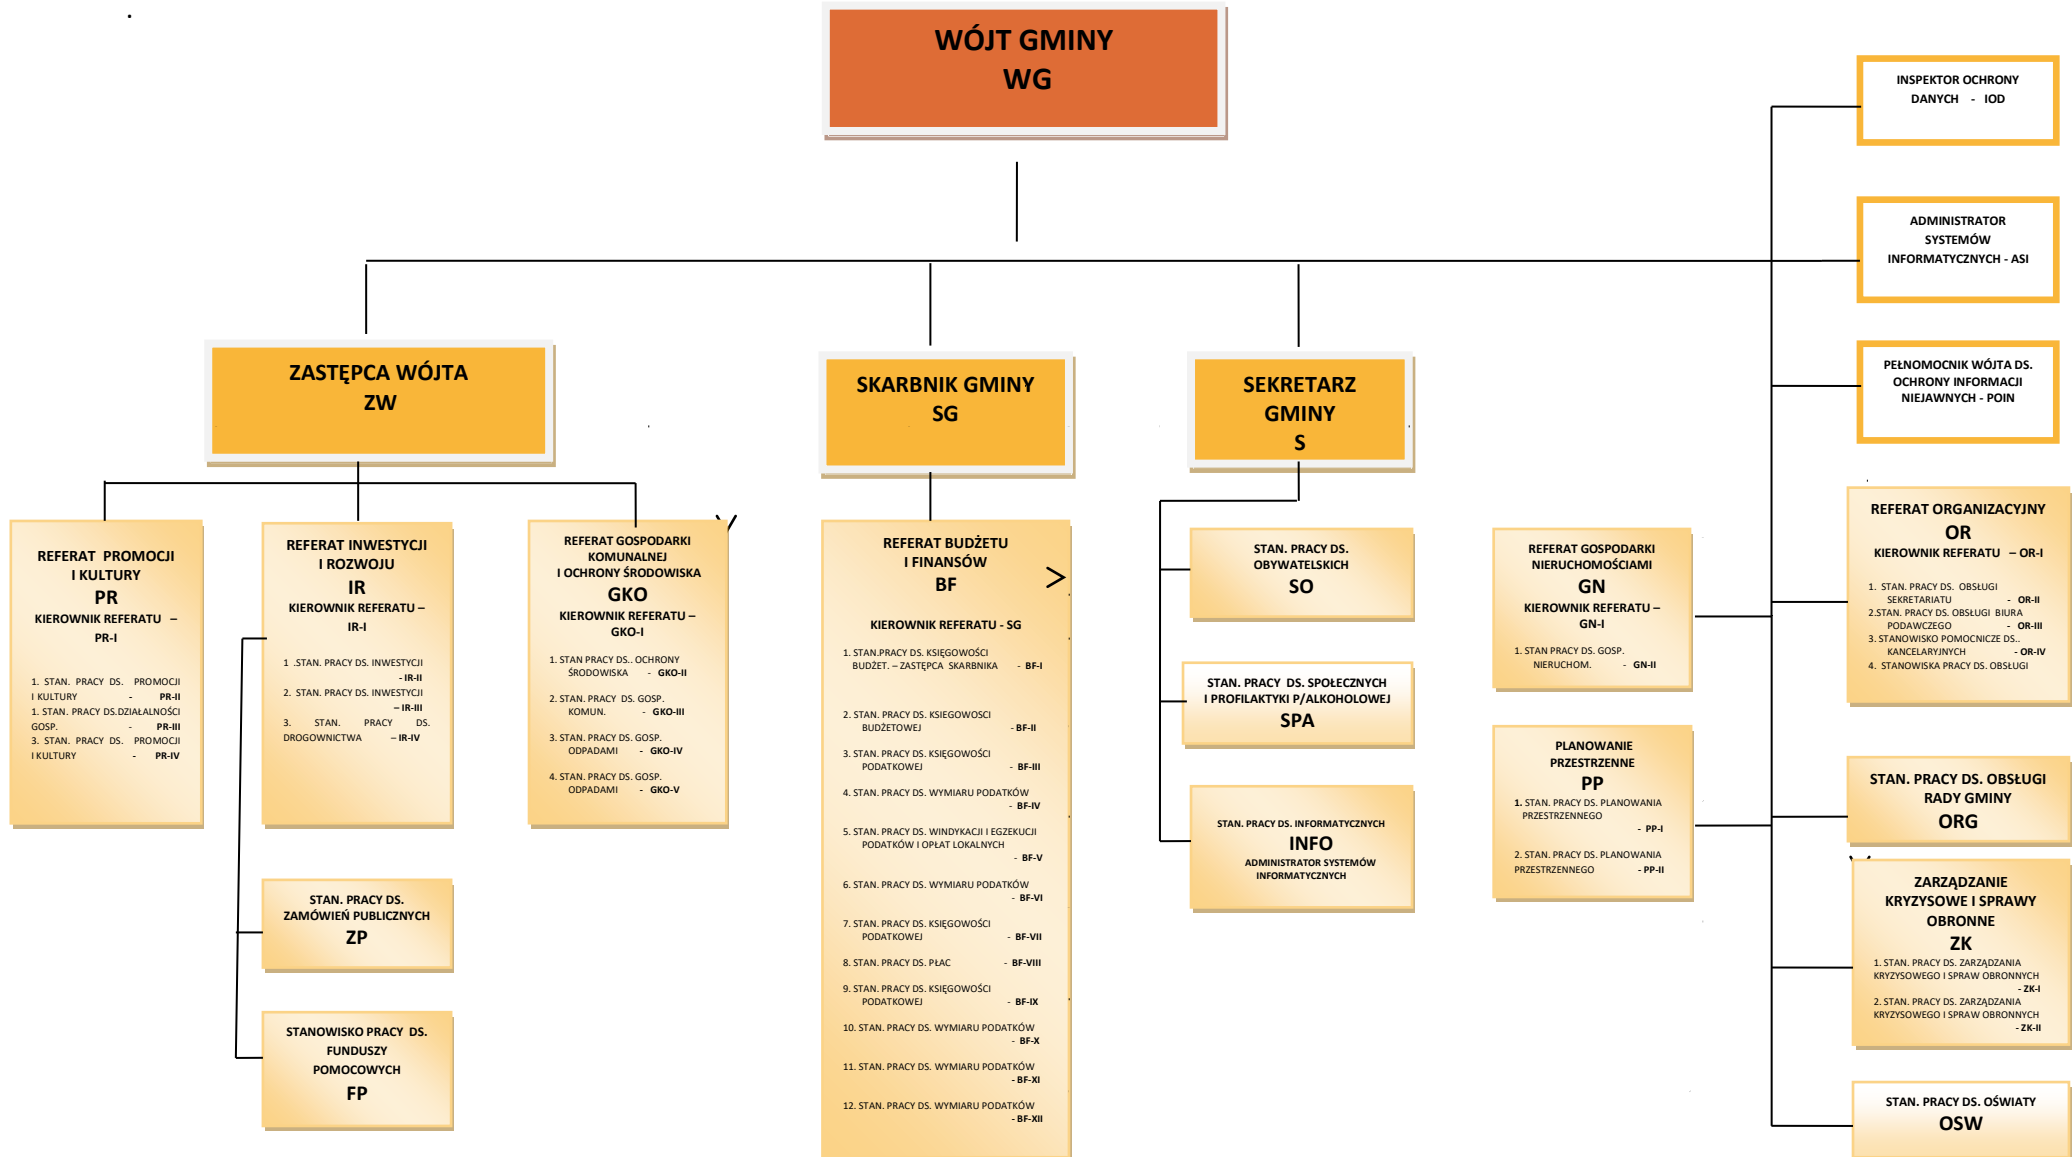 WÓJT GMINY
WG
INSPEKTOR OCHRONY
DANYCH - IOD
ADMINISTRATOR
SYSTEMÓW
INFORMATYCZNYCH - ASI
PEŁNOMOCNIK WÓJTA DS.
OCHRONY INFORMACJI
NIEJAWNYCH - POIN
ZASTĘPCA WÓJTA
ZW
SKARBNIK GMINY
SG
SEKRETARZ
GMINY
S
REFERAT PROMOCJI
I KULTURY
PR
KIEROWNIK REFERATU –
PR-I
1. STAN. PRACY DS. PROMOCJI
I KULTURY - PR-II
1. STAN. PRACY DS.DZIAŁALNOŚCI
GOSP. - PR-III
3. STAN. PRACY DS. PROMOCJI
I KULTURY - PR-IV
REFERAT INWESTYCJI
I ROZWOJU
IR
KIEROWNIK REFERATU –
IR-I
1 .STAN. PRACY DS. INWESTYCJI
- IR-II
2. STAN. PRACY DS. INWESTYCJI
– IR-III
3. STAN. PRACY DS.
DROGOWNICTWA – IR-IV
REFERAT GOSPODARKI
KOMUNALNEJ
I OCHRONY ŚRODOWISKA
GKO
KIEROWNIK REFERATU –
GKO-I
1. STAN PRACY DS.. OCHRONY
ŚRODOWISKA - GKO-II
2. STAN. PRACY DS. GOSP.
KOMUN. - GKO-III
3. STAN. PRACY DS. GOSP.
ODPADAMI - GKO-IV
4. STAN. PRACY DS. GOSP.
ODPADAMI - GKO-V
STAN. PRACY DS.
ZAMÓWIEŃ PUBLICZNYCH
ZP
STANOWISKO PRACY DS.
FUNDUSZY
POMOCOWYCH
FP
REFERAT BUDŻETU
I FINANSÓW
BF
KIEROWNIK REFERATU - SG
1. STAN.PRACY DS. KSIĘGOWOŚCI
BUDŻET. – ZASTĘPCA SKARBNIKA - BF-I
2. STAN. PRACY DS. KSIEGOWOSCI
BUDŻETOWEJ - BF-II
3. STAN. PRACY DS. KSIĘGOWOŚCI
PODATKOWEJ - BF-III
4. STAN. PRACY DS. WYMIARU PODATKÓW
- BF-IV
5. STAN. PRACY DS. WINDYKACJI I EGZEKUCJI
PODATKÓW I OPŁAT LOKALNYCH
- BF-V
6. STAN. PRACY DS. WYMIARU PODATKÓW
- BF-VI
7. STAN. PRACY DS. KSIĘGOWOŚCI
PODATKOWEJ - BF-VII
8. STAN. PRACY DS. PŁAC - BF-VIII
9. STAN. PRACY DS. KSIĘGOWOŚCI
PODATKOWEJ - BF-IX
10. STAN. PRACY DS. WYMIARU PODATKÓW
- BF-X
11. STAN. PRACY DS. WYMIARU PODATKÓW
- BF-XI
12. STAN. PRACY DS. WYMIARU PODATKÓW
- BF-XII
STAN. PRACY DS.
OBYWATELSKICH
SO
STAN. PRACY DS. SPOŁECZNYCH
I PROFILAKTYKI P/ALKOHOLOWEJ
SPA
STAN. PRACY DS. INFORMATYCZNYCH
INFO
ADMINISTRATOR SYSTEMÓW
INFORMATYCZNYCH
REFERAT GOSPODARKI
NIERUCHOMOŚCIAMI
GN
KIEROWNIK REFERATU –
GN-I
1. STAN PRACY DS. GOSP.
NIERUCHOM. - GN-II
PLANOWANIE
PRZESTRZENNE
PP
1. STAN. PRACY DS. PLANOWANIA
PRZESTRZENNEGO
- PP-I
2. STAN. PRACY DS. PLANOWANIA
PRZESTRZENNEGO - PP-II
REFERAT ORGANIZACYJNY
OR
KIEROWNIK REFERATU – OR-I
1. STAN. PRACY DS. OBSŁUGI
SEKRETARIATU - OR-II
2.STAN. PRACY DS. OBSŁUGI BIURA
PODAWCZEGO - OR-III
3. STANOWISKO POMOCNICZE DS..
KANCELARYJNYCH - OR-IV
4. STANOWISKA PRACY DS. OBSŁUGI
STAN. PRACY DS. OBSŁUGI
RADY GMINY
ORG
ZARZĄDZANIE
KRYZYSOWE I SPRAWY
OBRONNE
ZK
1. STAN. PRACY DS. ZARZĄDZANIA
KRYZYSOWEGO I SPRAW OBRONNYCH
- ZK-I
2. STAN. PRACY DS. ZARZĄDZANIA
KRYZYSOWEGO I SPRAW OBRONNYCH
- ZK-II
STAN. PRACY DS. OŚWIATY
OSW